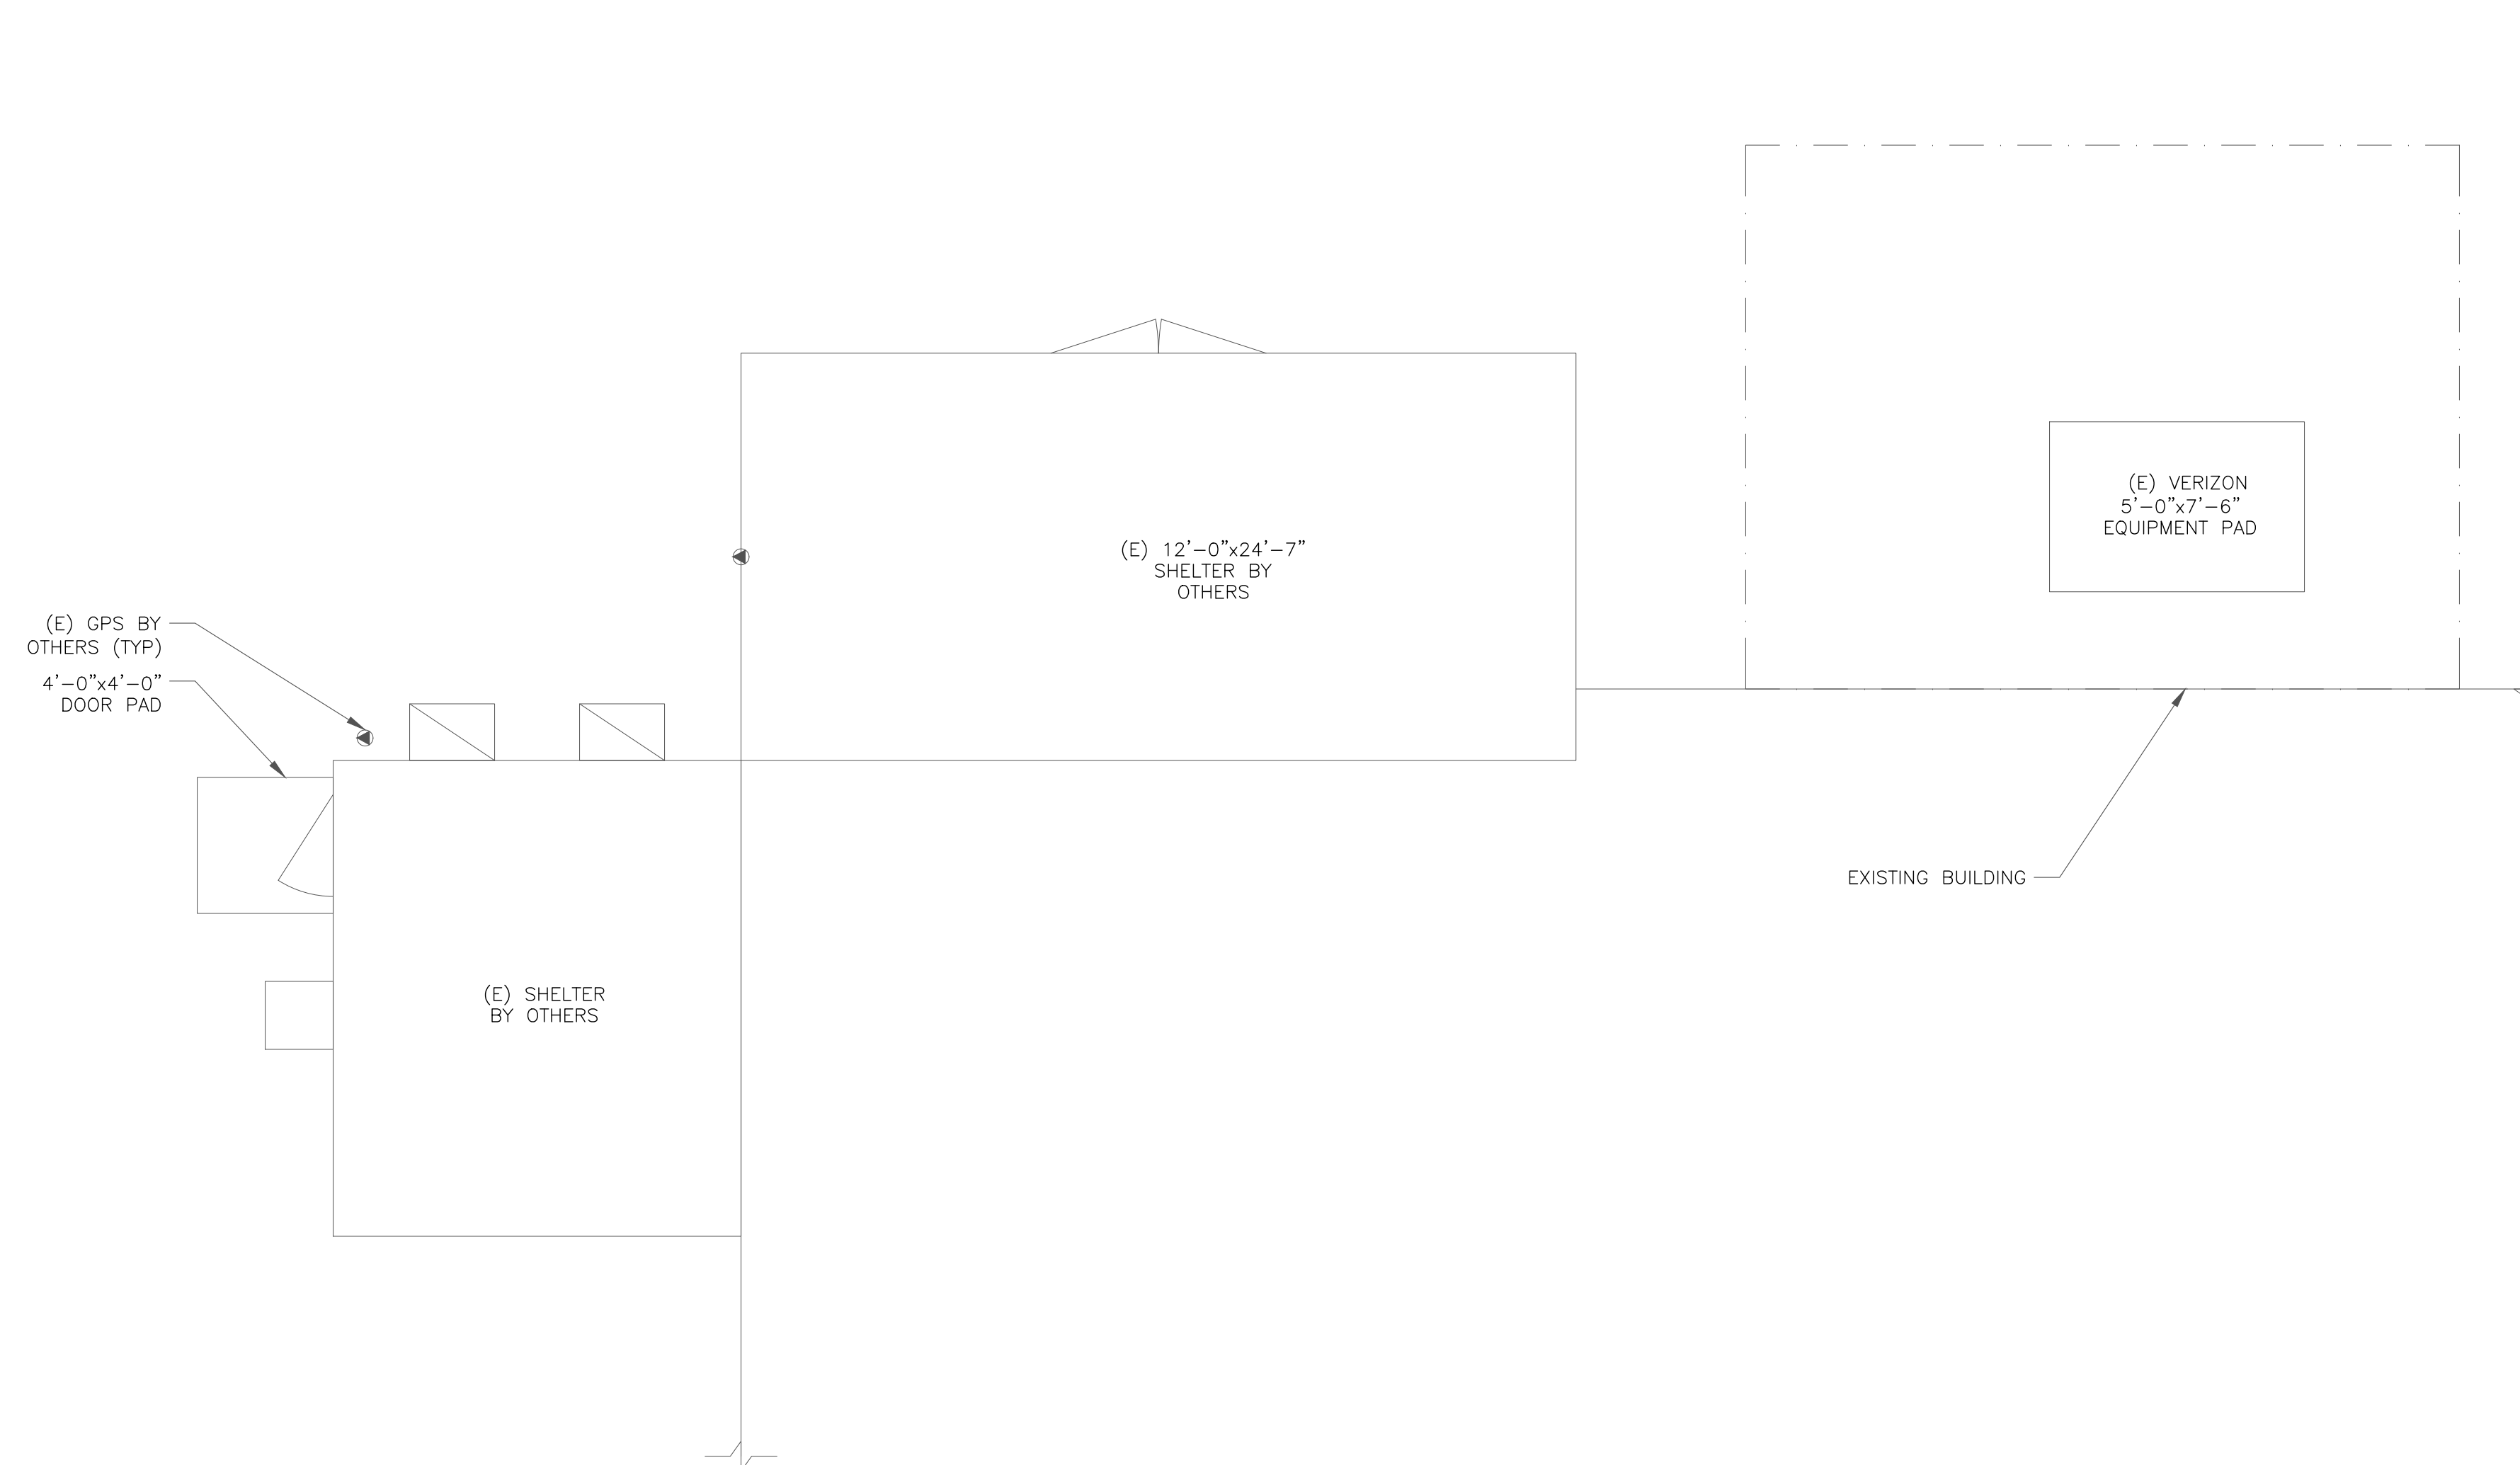 (E) VERIZON
5'-0"x7'-6"
EQUIPMENT PAD
(E) 12'-0"x24'-7"
SHELTER BY
OTHERS
(E) GPS BY
OTHERS (TYP)
4'-0"x4'-0"
DOOR PAD
EXISTING BUILDING
(E) SHELTER
BY OTHERS